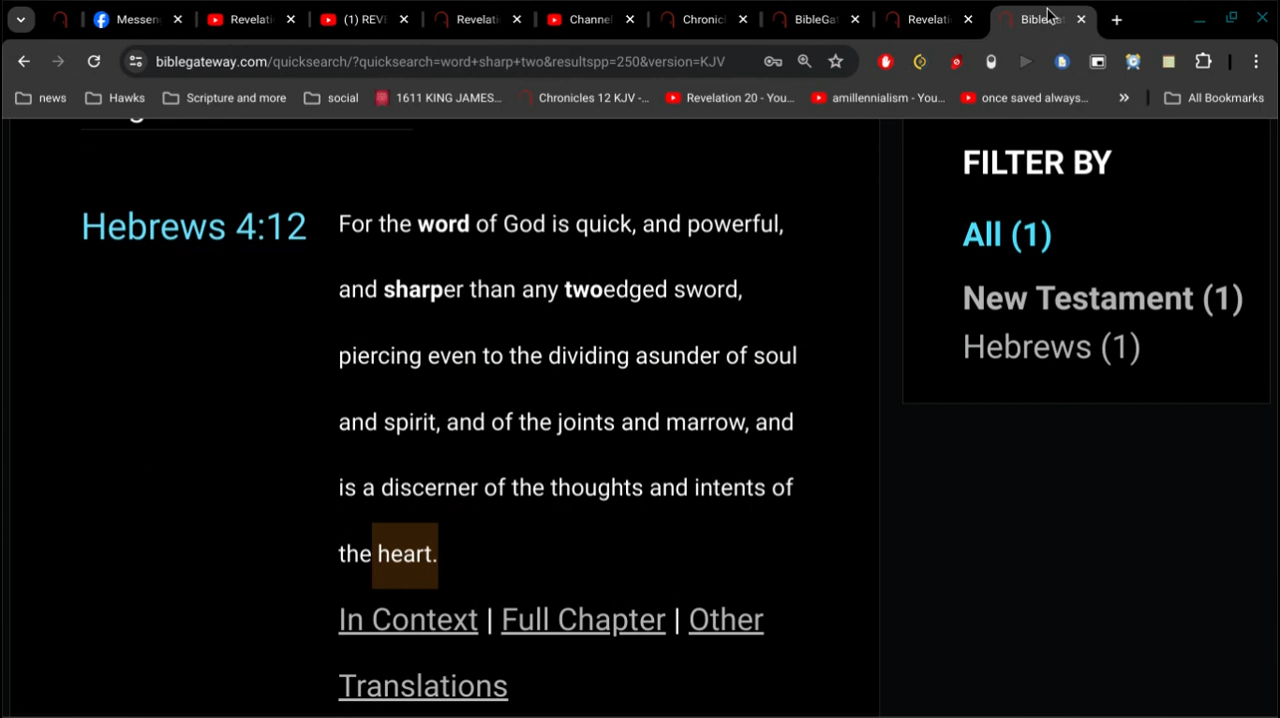 Messen
Revelati
(1) REVE
Revelati
Channel
Chronic
BibleGa
Revelati
biblegateway.com/quicksearch/?quicksearch=word+sharp+two&resultspp=250&version=KJV
news
Hawks
Scripture and more
social
1611 KING JAMES...
Chronicles 12 KJV -...
Revelation 20 - You...
amillennialism - You...
once saved always...
»
All Bookmarks
Hebrews 4:12
For the word of God is quick, and powerful,
and sharper than any twoedged sword,
piercing even to the dividing asunder of soul
and spirit, and of the joints and marrow, and
is a discerner of the thoughts and intents of
the heart.
In Context | Full Chapter | Other
Translations
FILTER BY
All (1)
New Testament (1)
Hebrews (1)